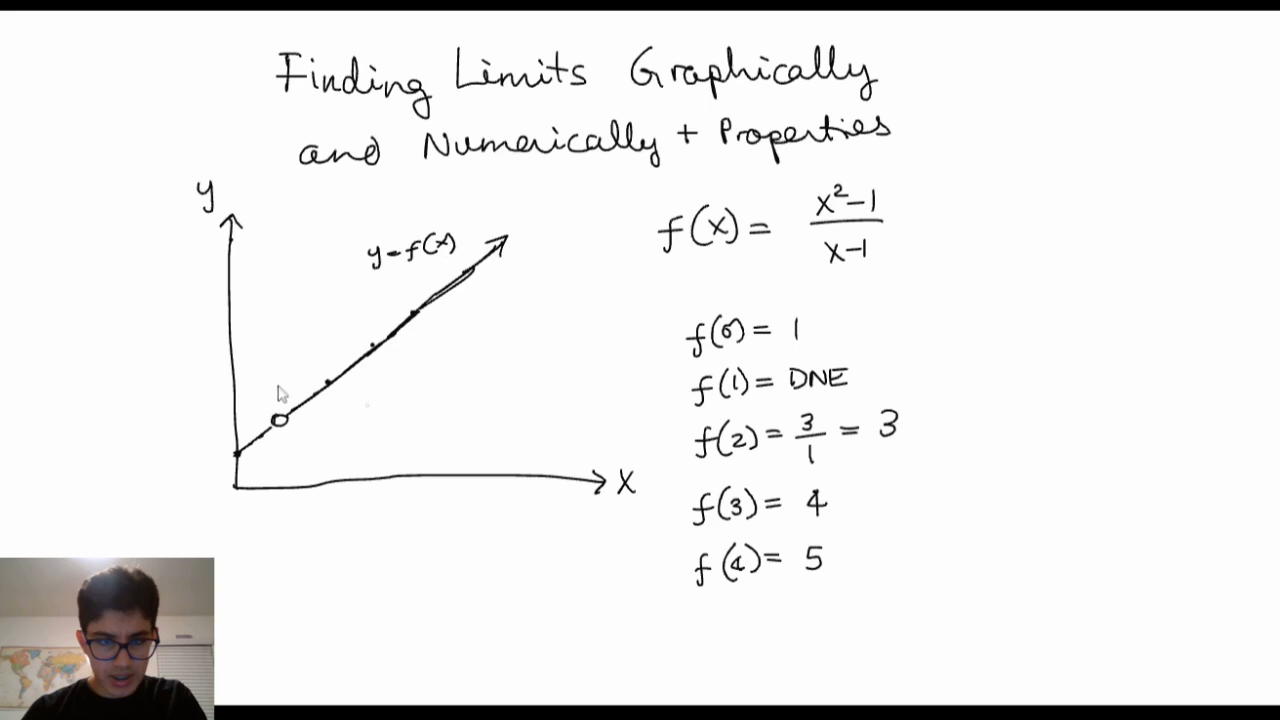 Finding Limits Graphically
and Numerically + Properties
y
y=f(x)
x
f(x) = x²-1 / x-1
f(0) = 1
f(1) = DNE
f(2) = 3/1 = 3
f(3) = 4
f(4) = 5